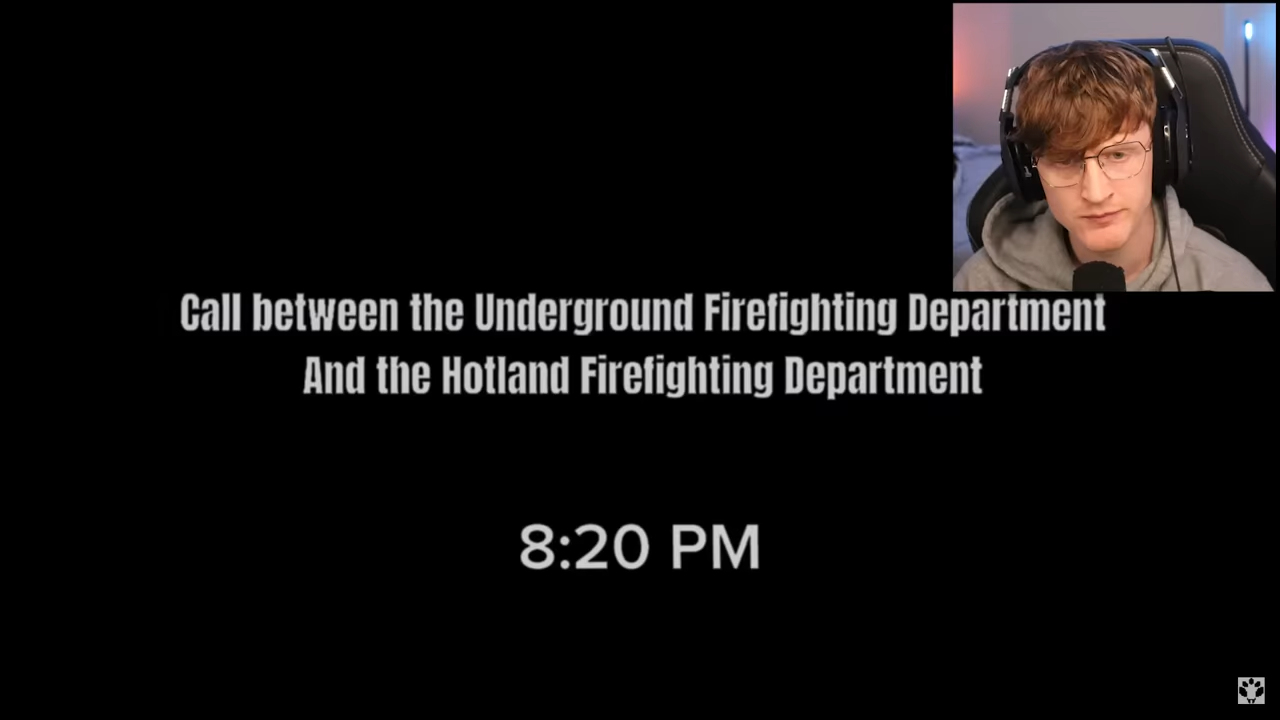 Call between the Underground Firefighting Department
And the Hotland Firefighting Department
8:20 PM